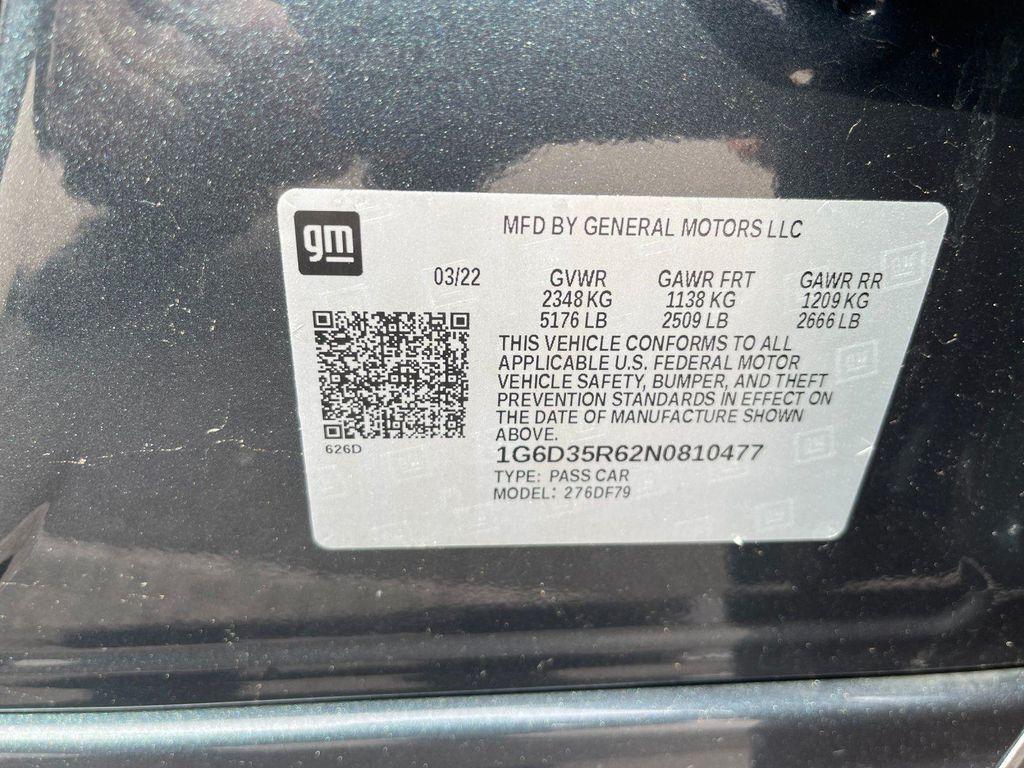 gm
MFD BY GENERAL MOTORS LLC
03/22 GVWR GAWR FRT GAWR RR
2348 KG 1138 KG 1209 KG
5176 LB 2509 LB 2666 LB
THIS VEHICLE CONFORMS TO ALL
APPLICABLE U.S. FEDERAL MOTOR
VEHICLE SAFETY, BUMPER, AND THEFT
PREVENTION STANDARDS IN EFFECT ON
THE DATE OF MANUFACTURE SHOWN
ABOVE.
626D
1G6D35R62N0810477
TYPE: PASS CAR
MODEL: 276DF79